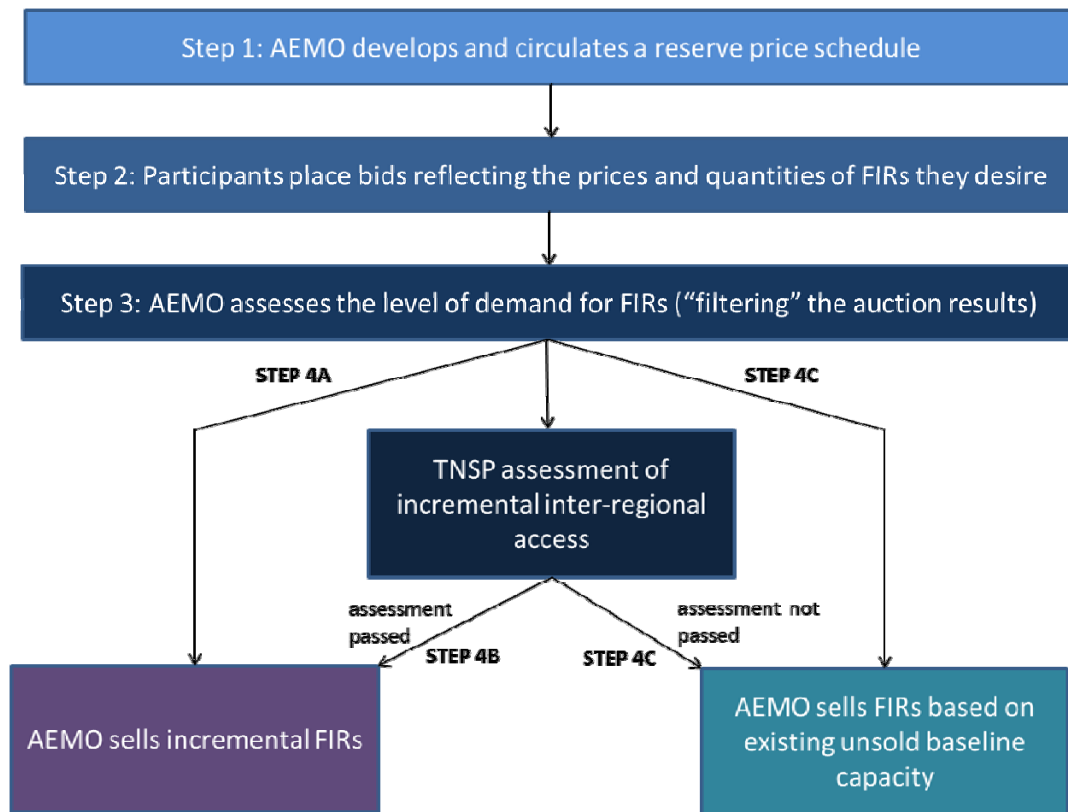 Step 1: AEMO develops and circulates a reserve price schedule
Step 2: Participants place bids reflecting the prices and quantities of FIRs they desire
Step 3: AEMO assesses the level of demand for FIRs (“filtering” the auction results)
STEP 4A
STEP 4C
TNSP assessment of
incremental inter-regional
access
assessment
passed
assessment not
passed
STEP 4B
STEP 4C
AEMO sells incremental FIRs
AEMO sells FIRs based on
existing unsold baseline
capacity